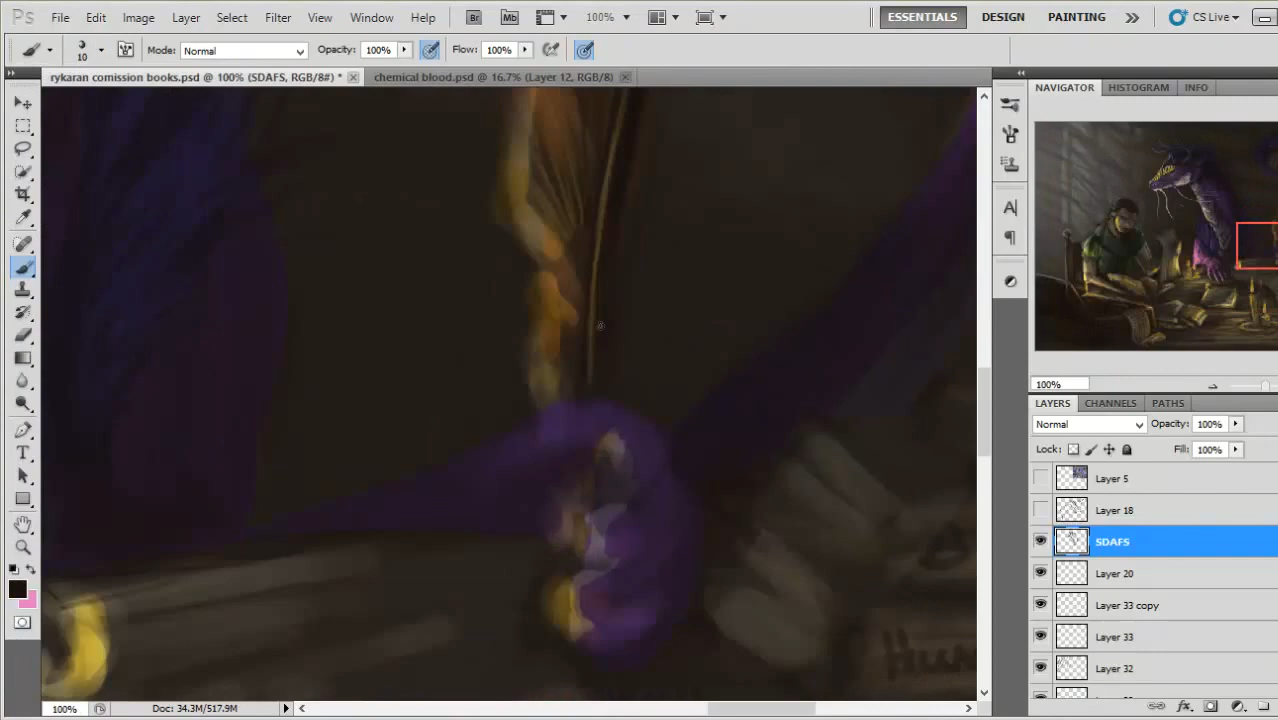 Ps File Edit Image Layer Select Filter View Window Help Br Mb 100% ESSENTIALS DESIGN PAINTING CS Live
10 Mode: Normal Opacity: 100% Flow: 100%
rykaran comission books.psd @ 100% (SDAFS, RGB/8#) * chemical blood.psd @ 16.7% (Layer 12, RGB/8)
NAVIGATOR HISTOGRAM INFO
100%
LAYERS CHANNELS PATHS
Normal Opacity: 100%
Lock: Fill: 100%
Layer 5
Layer 18
SDAFS
Layer 20
Layer 33 copy
Layer 33
Layer 32
100% Doc: 34.3M/517.9M